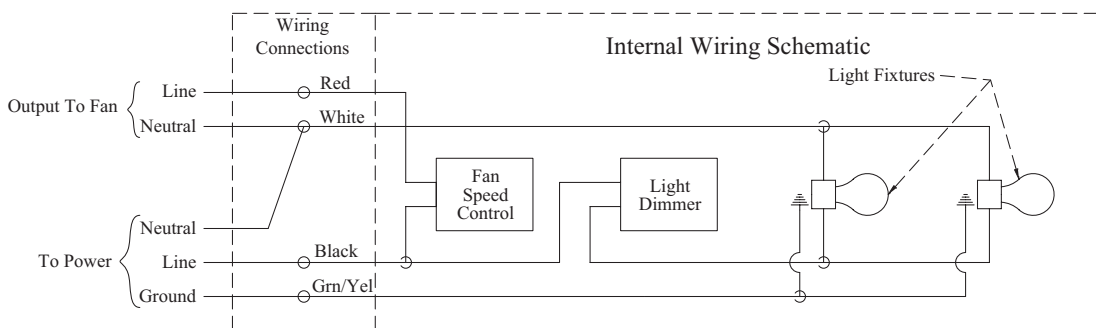 Wiring
Connections
Internal Wiring Schematic
Light Fixtures
Output To Fan
Line
Red
Neutral
White
Fan
Speed
Control
Light
Dimmer
To Power
Neutral
Line
Black
Ground
Grn/Yel